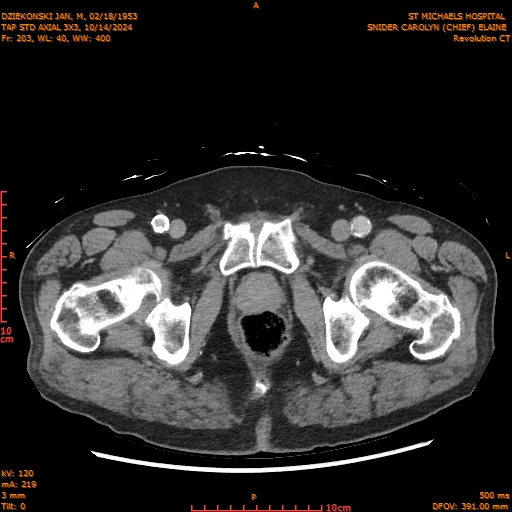 A
DZIEKONSKI JAN, M, 02/18/1953
TAP STD AXIAL 3X3, 10/14/2024
Fr: 203, WL: 40, WW: 400
ST MICHAELS HOSPITAL
SNIDER CAROLYN (CHIEF) ELAINE
Revolution CT
R
L
10
cm
kV: 120
mA: 219
3 mm
Tilt: 0
P
10cm
500 ms
DFOV: 391.00 mm